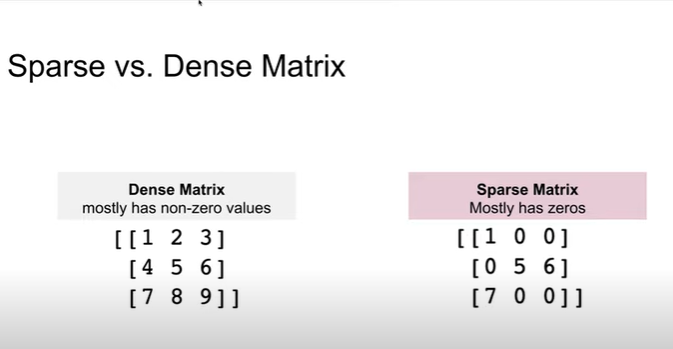 Sparse vs. Dense Matrix
Dense Matrix
mostly has non-zero values
[[1 2 3]
[4 5 6]
[7 8 9]]
Sparse Matrix
Mostly has zeros
[[1 0 0]
[0 5 6]
[7 0 0]]